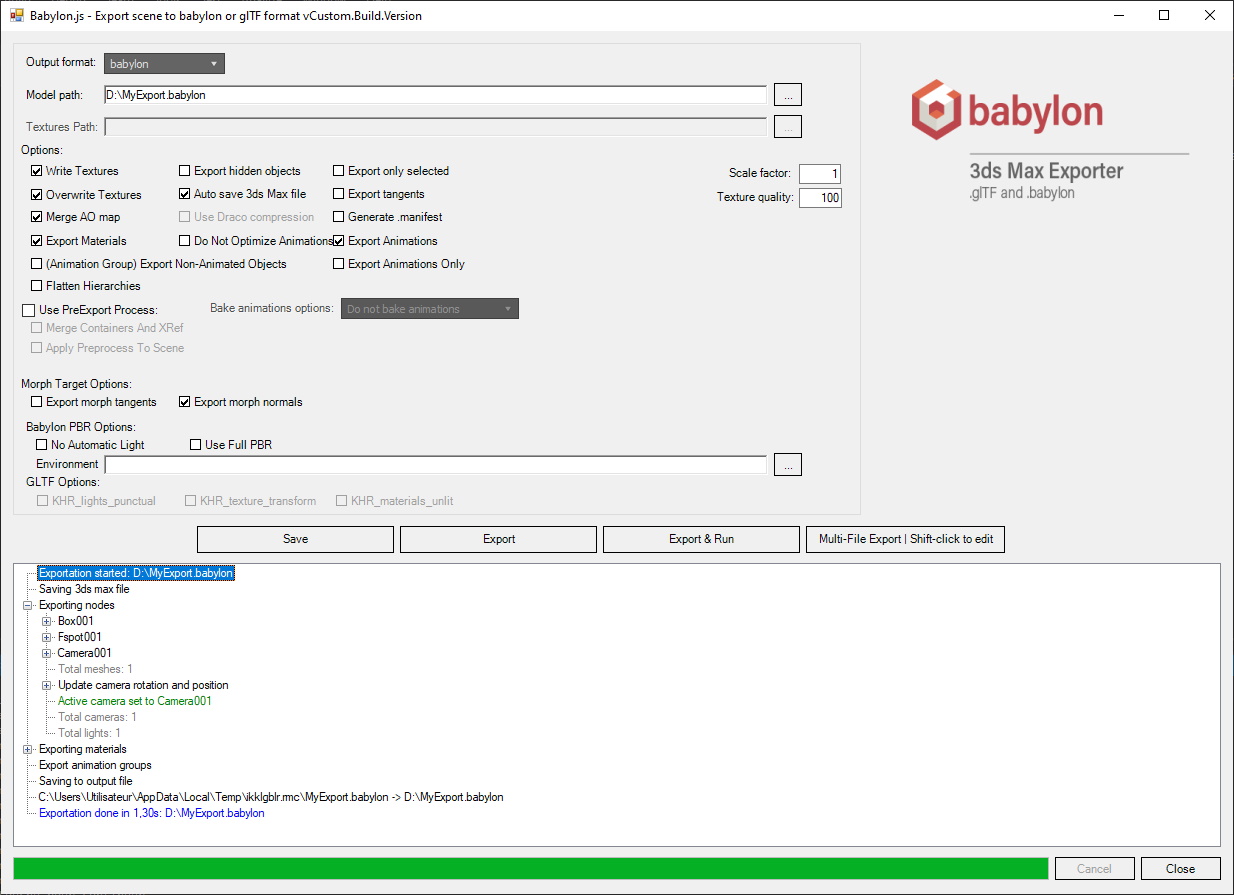 Babylon.js - Export scene to babylon or glTF format vCustom.Build.Version
Output format: babylon
Model path: D:\MyExport.babylon ...
Textures Path: ...
Options:
Write Textures Export hidden objects Export only selected Scale factor: 1
Overwrite Textures Auto save 3ds Max file Export tangents Texture quality: 100
Merge AO map Use Draco compression Generate .manifest
Export Materials Do Not Optimize Animations Export Animations
(Animation Group) Export Non-Animated Objects Export Animations Only
Flatten Hierarchies
Use PreExport Process: Bake animations options: Do not bake animations
Merge Containers And XRef
Apply Preprocess To Scene
Morph Target Options:
Export morph tangents Export morph normals
Babylon PBR Options:
No Automatic Light Use Full PBR
Environment ...
GLTF Options:
KHR_lights_punctual KHR_texture_transform KHR_materials_unlit
babylon
3ds Max Exporter
.glTF and .babylon
Save Export Export & Run Multi-File Export | Shift-click to edit
Exportation started: D:\MyExport.babylon
Saving 3ds max file
Exporting nodes
Box001
Fspot001
Camera001
Total meshes: 1
Update camera rotation and position
Active camera set to Camera001
Total cameras: 1
Total lights: 1
Exporting materials
Export animation groups
Saving to output file
C:\Users\Utilisateur\AppData\Local\Temp\ikklgblr.rmc\MyExport.babylon -> D:\MyExport.babylon
Exportation done in 1,30s: D:\MyExport.babylon
Cancel Close